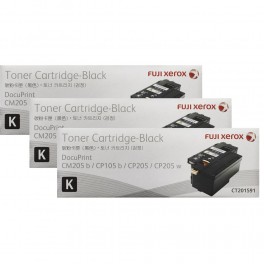 Toner Cartridge-Black
FUJI XEROX
DocuPrint
CM205 b
K
Toner Cartridge-Black
FUJI XEROX
DocuPrint
CM205 b
K
Toner Cartridge-Black
FUJI XEROX
DocuPrint
CM205 b / CP105 b / CP205 / CP205 w
K
CT201591